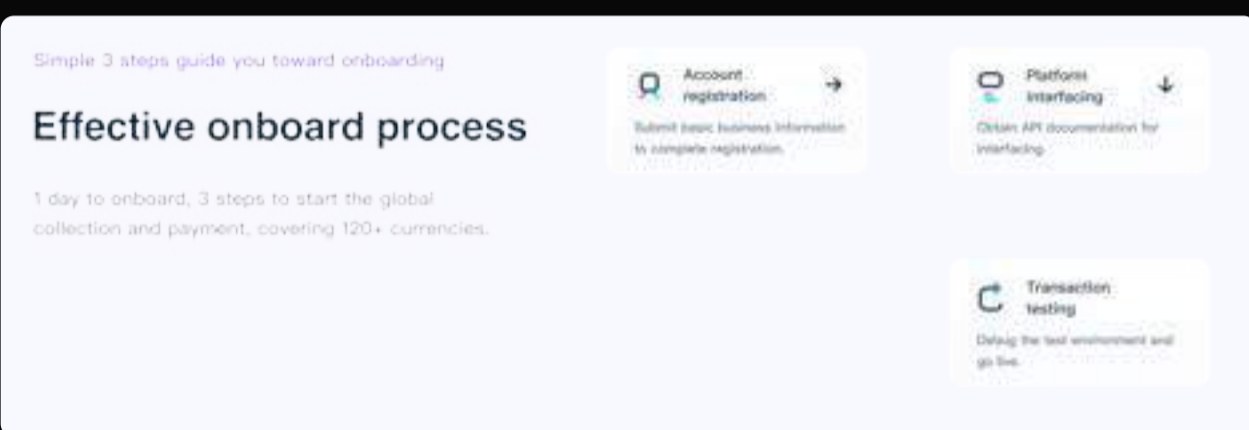 Simple 3 steps guide you toward onboarding
Effective onboard process
1 day to onboard, 3 steps to start the global
collection and payment, covering 120+ currencies.
Account
registration
Submit basic business information
to complete registration.
Platform
interfacing
Obtain API documentation for
interfacing.
Transaction
testing
Debug the test environment and
go live.